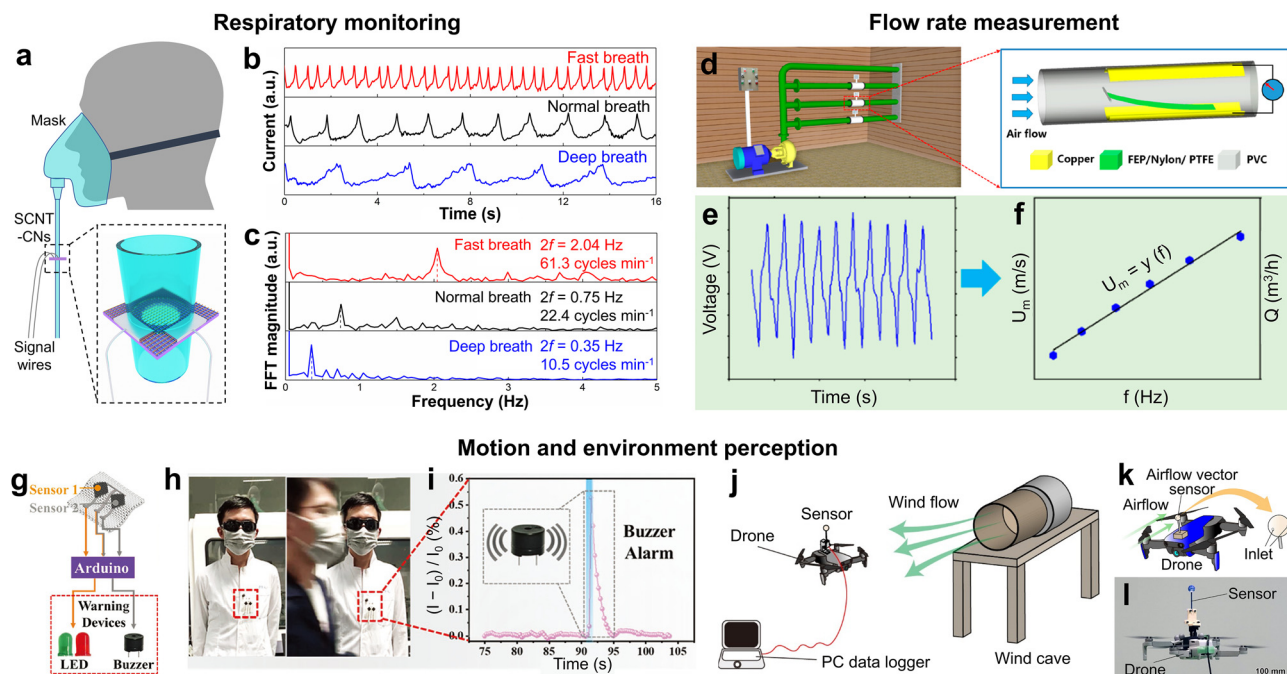 Respiratory monitoring
Flow rate measurement
a
Mask
SCNT
-CNs
Signal
wires
b
Fast breath
Normal breath
Deep breath
Current (a.u.)
0 4 8 12 16
Time (s)
c
Fast breath 2f = 2.04 Hz
61.3 cycles min⁻¹
Normal breath 2f = 0.75 Hz
22.4 cycles min⁻¹
Deep breath 2f = 0.35 Hz
10.5 cycles min⁻¹
FFT magnitude (a.u.)
0 1 2 3 4 5
Frequency (Hz)
d
Air flow
Copper FEP/Nylon/ PTFE PVC
e
Voltage (V)
Time (s)
f
Uₘ (m/s)
Uₘ = y (f)
Q (m³/h)
f (Hz)
Motion and environment perception
g
Sensor 1
Sensor 2
Arduino
Warning
Devices
LED Buzzer
h
i
(I − I₀) / I₀ (%)
0.6
0.5
0.4
0.3
0.2
0.1
0.0
Buzzer
Alarm
75 80 85 90 95 100 105
Time (s)
j
Sensor
Drone
Wind flow
PC data logger
Wind cave
k
Airflow vector
sensor
Airflow
Inlet
Drone
l
Sensor
Drone
100 mm